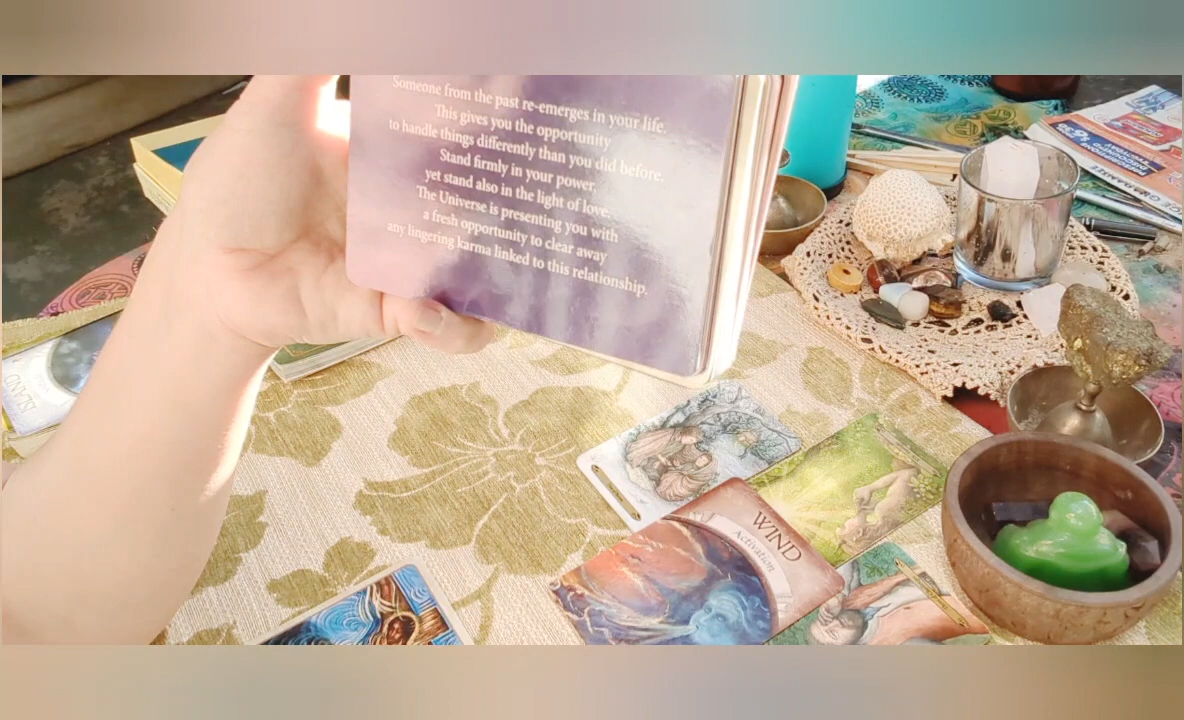 Someone from the past re-emerges in your life.
This gives you the opportunity
to handle things differently than you did before.
Stand firmly in your power,
yet stand also in the light of love.
The Universe is presenting you with
a fresh opportunity to clear away
any lingering karma linked to this relationship.
WIND
Activation
ISLAND